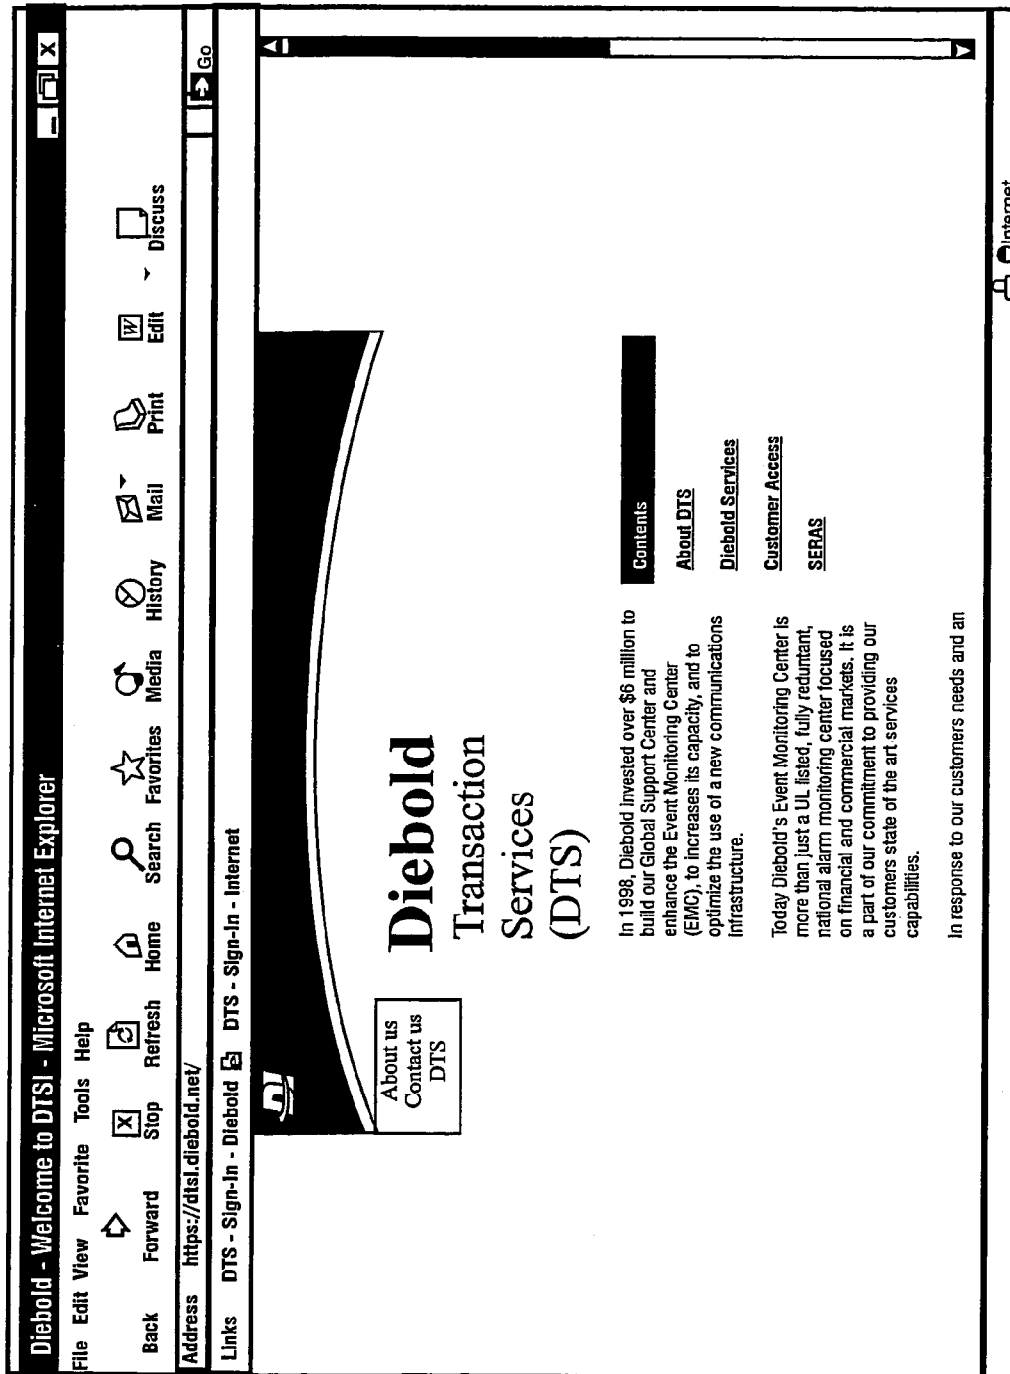 Diebold - Welcome to DTSI - Microsoft Internet Explorer
File Edit View Favorite Tools Help
Back Forward Stop Refresh Home Search Favorites Media History Mail Print Edit Discuss
Address https://dtsl.diebold.net/ Go
Links DTS - Sign-In - Diebold DTS - Sign-In - Internet
About us
Contact us
DTS
Diebold
Transaction
Services
(DTS)
In 1998, Diebold invested over $6 million to
build our Global Support Center and
enhance the Event Monitoring Center
(EMC), to increases its capacity, and to
optimize the use of a new communications
infrastructure.
Today Diebold's Event Monitoring Center is
more than just a UL listed, fully reduntant,
national alarm monitoring center focused
on financial and commercial markets. It is
a part of our commitment to providing our
customers state of the art services
capabilities.
In response to our customers needs and an
Contents
About DTS
Diebold Services
Customer Access
SERAS
Internet